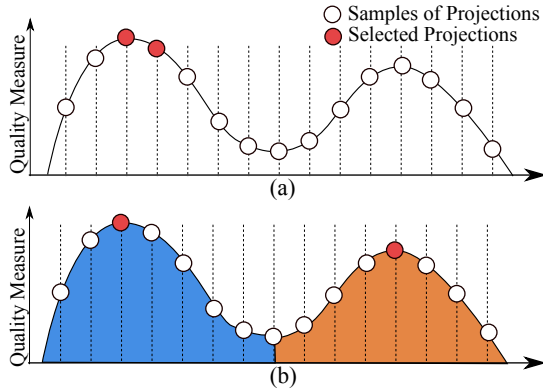 Samples of Projections
Selected Projections
Quality Measure
(a)
Quality Measure
(b)